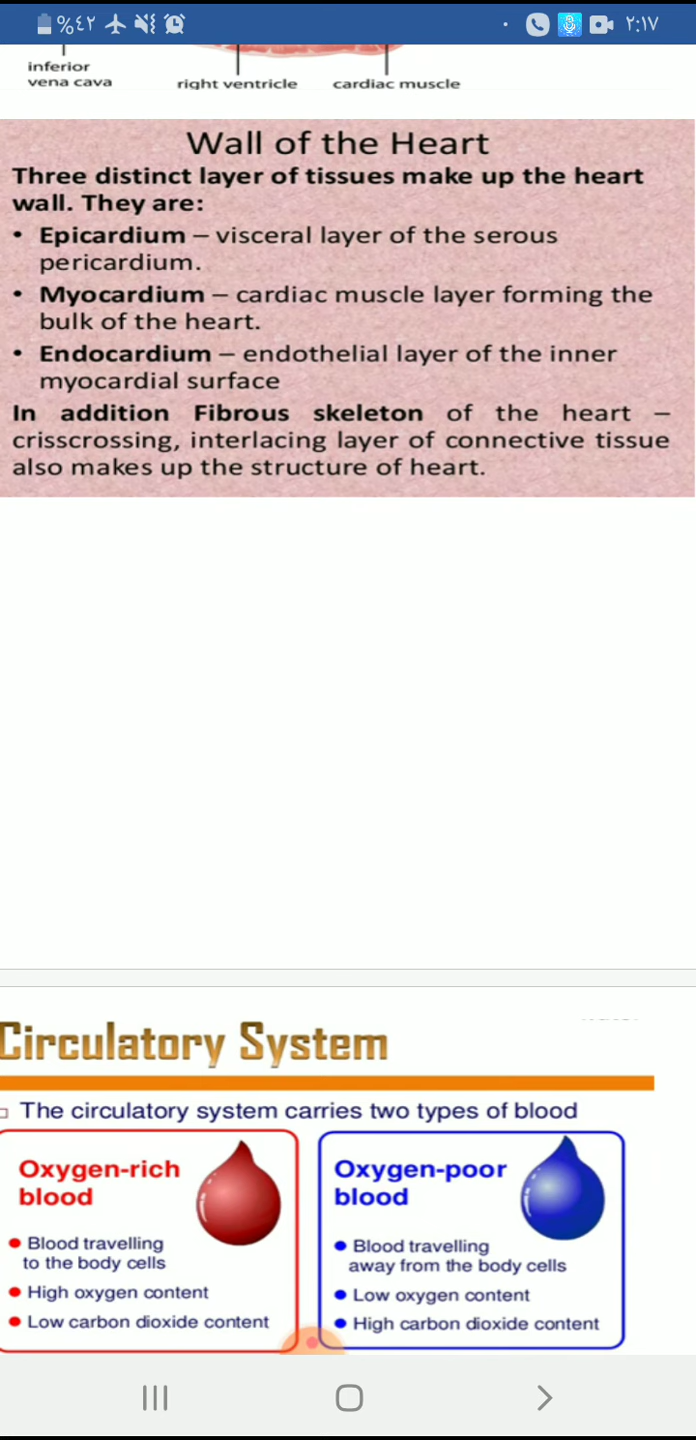 %٤٢
٢:١٧
inferior
vena cava
right ventricle
cardiac muscle
Wall of the Heart
Three distinct layer of tissues make up the heart
wall. They are:
• Epicardium – visceral layer of the serous
pericardium.
• Myocardium – cardiac muscle layer forming the
bulk of the heart.
• Endocardium – endothelial layer of the inner
myocardial surface
In addition Fibrous skeleton of the heart –
crisscrossing, interlacing layer of connective tissue
also makes up the structure of heart.
Circulatory System
The circulatory system carries two types of blood
Oxygen-rich
blood
• Blood travelling
to the body cells
• High oxygen content
• Low carbon dioxide content
Oxygen-poor
blood
• Blood travelling
away from the body cells
• Low oxygen content
• High carbon dioxide content